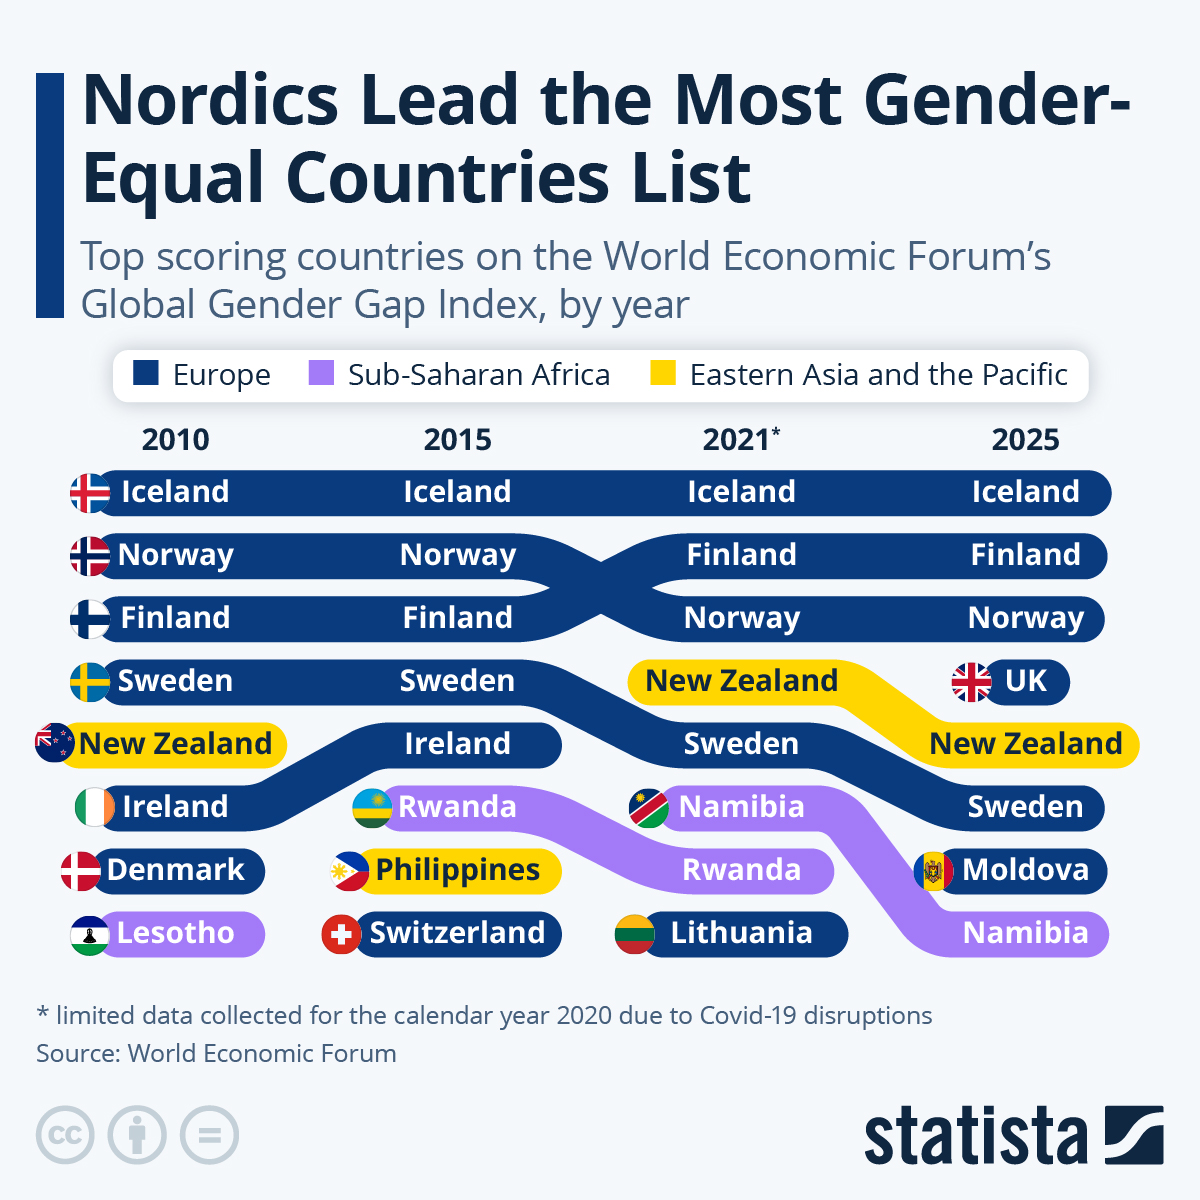 Nordics Lead the Most Gender-
Equal Countries List
Top scoring countries on the World Economic Forum’s
Global Gender Gap Index, by year
Europe Sub-Saharan Africa Eastern Asia and the Pacific
2010 2015 2021* 2025
Iceland Iceland Iceland Iceland
Norway Norway Finland Finland
Finland Finland Norway Norway
Sweden Sweden New Zealand UK
New Zealand Ireland Sweden New Zealand
Ireland Rwanda Namibia Sweden
Denmark Philippines Rwanda Moldova
Lesotho Switzerland Lithuania Namibia
* limited data collected for the calendar year 2020 due to Covid-19 disruptions
Source: World Economic Forum
cc =
statista